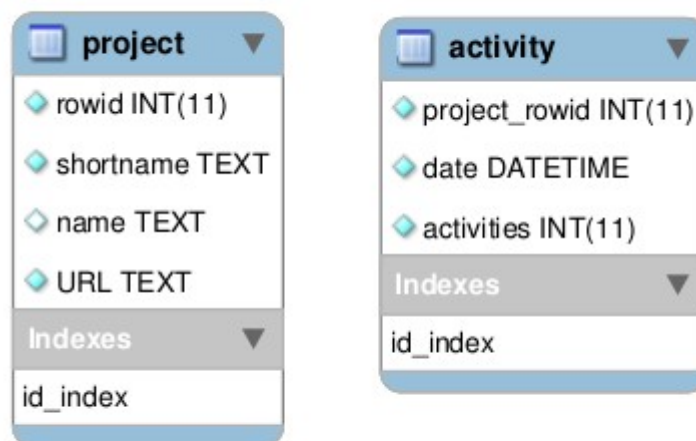 project
rowid INT(11)
shortname TEXT
name TEXT
URL TEXT
Indexes
id_index
activity
project_rowid INT(11)
date DATETIME
activities INT(11)
Indexes
id_index